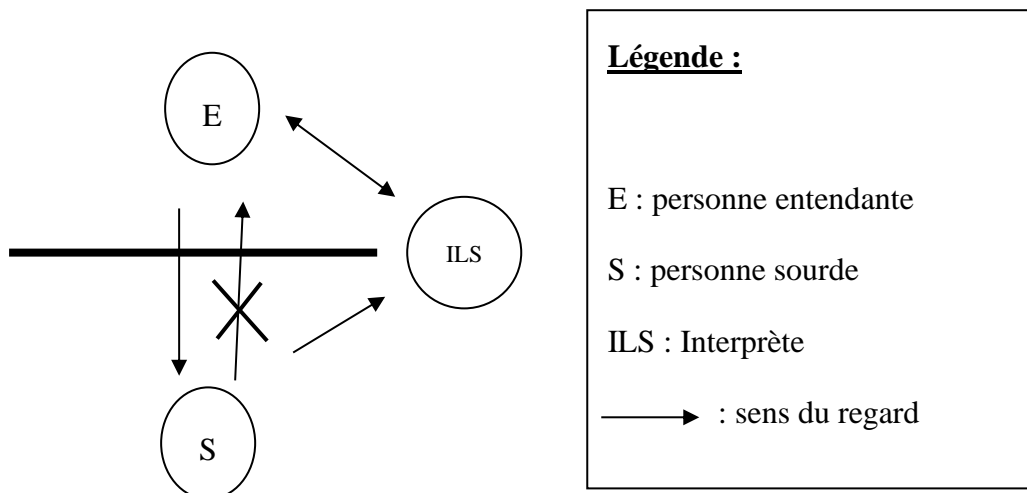 E
ILS
S
Légende :
E : personne entendante
S : personne sourde
ILS : Interprète
: sens du regard